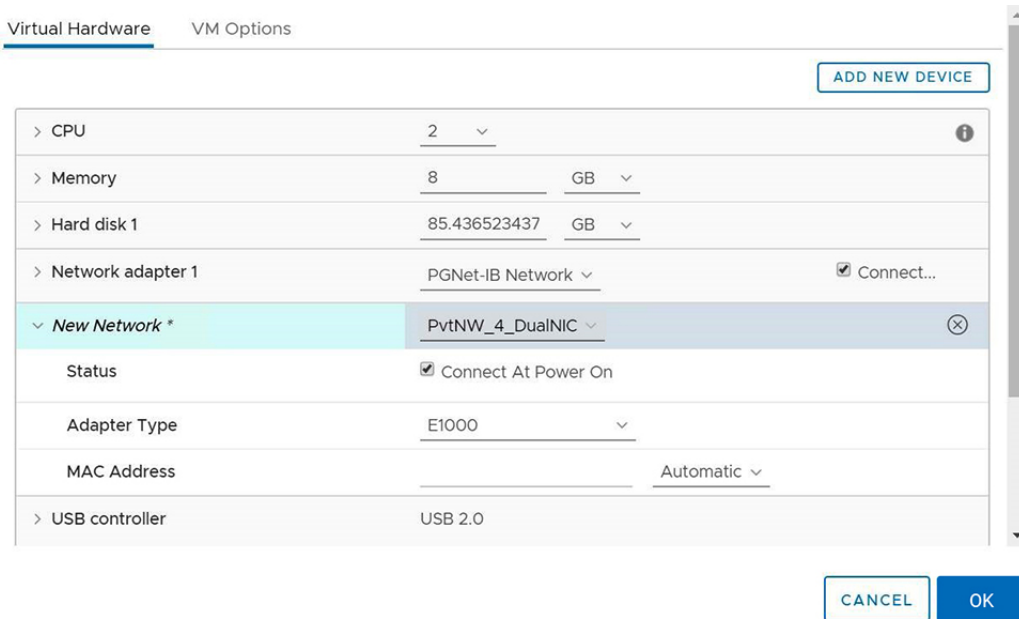 Virtual Hardware VM Options
ADD NEW DEVICE
CPU 2
Memory 8 GB
Hard disk 1 85.436523437 GB
Network adapter 1 PGNet-IB Network Connect...
New Network * PvtNW_4_DualNIC
Status Connect At Power On
Adapter Type E1000
MAC Address Automatic
USB controller USB 2.0
CANCEL OK